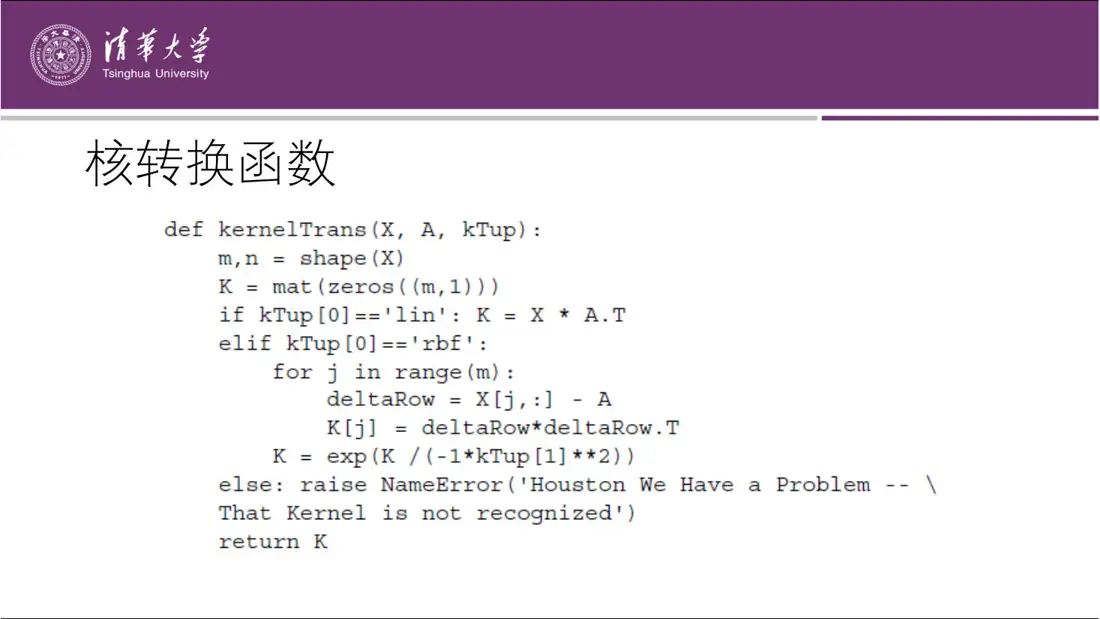 清华大学
Tsinghua University
核转换函数
def kernelTrans(X, A, kTup):
    m,n = shape(X)
    K = mat(zeros((m,1)))
    if kTup[0]=='lin': K = X * A.T
    elif kTup[0]=='rbf':
        for j in range(m):
            deltaRow = X[j,:] - A
            K[j] = deltaRow*deltaRow.T
        K = exp(K /(-1*kTup[1]**2))
    else: raise NameError('Houston We Have a Problem -- \
    That Kernel is not recognized')
    return K